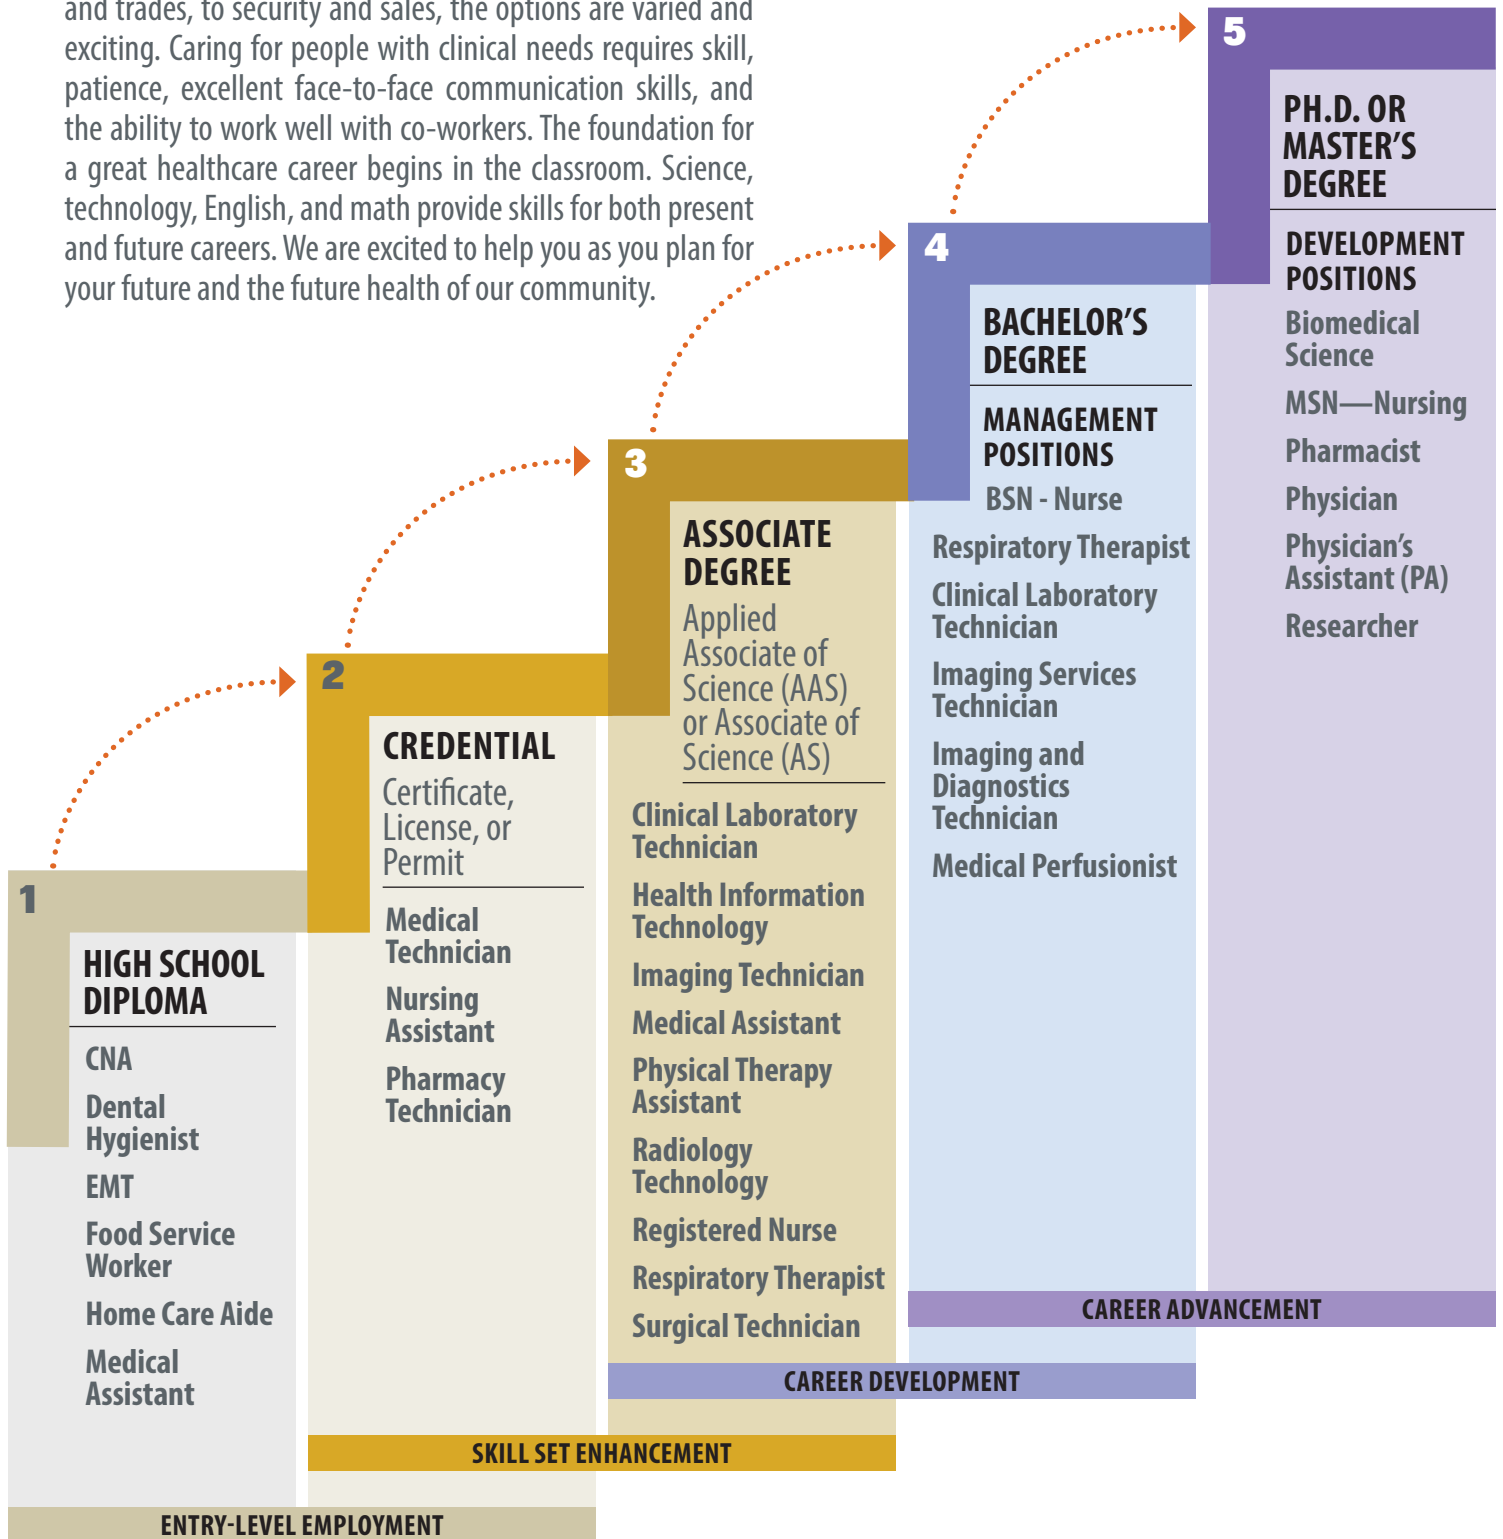 and trades, to security and sales, the options are varied and
exciting. Caring for people with clinical needs requires skill,
patience, excellent face-to-face communication skills, and
the ability to work well with co-workers. The foundation for
a great healthcare career begins in the classroom. Science,
technology, English, and math provide skills for both present
and future careers. We are excited to help you as you plan for
your future and the future health of our community.
1
HIGH SCHOOL
DIPLOMA
CNA
Dental
Hygienist
EMT
Food Service
Worker
Home Care Aide
Medical
Assistant
2
CREDENTIAL
Certificate,
License, or
Permit
Medical
Technician
Nursing
Assistant
Pharmacy
Technician
3
ASSOCIATE
DEGREE
Applied
Associate of
Science (AAS)
or Associate of
Science (AS)
Clinical Laboratory
Technician
Health Information
Technology
Imaging Technician
Medical Assistant
Physical Therapy
Assistant
Radiology
Technology
Registered Nurse
Respiratory Therapist
Surgical Technician
4
BACHELOR'S
DEGREE
MANAGEMENT
POSITIONS
BSN - Nurse
Respiratory Therapist
Clinical Laboratory
Technician
Imaging Services
Technician
Imaging and
Diagnostics
Technician
Medical Perfusionist
5
PH.D. OR
MASTER'S
DEGREE
DEVELOPMENT
POSITIONS
Biomedical
Science
MSN—Nursing
Pharmacist
Physician
Physician's
Assistant (PA)
Researcher
CAREER ADVANCEMENT
CAREER DEVELOPMENT
SKILL SET ENHANCEMENT
ENTRY-LEVEL EMPLOYMENT